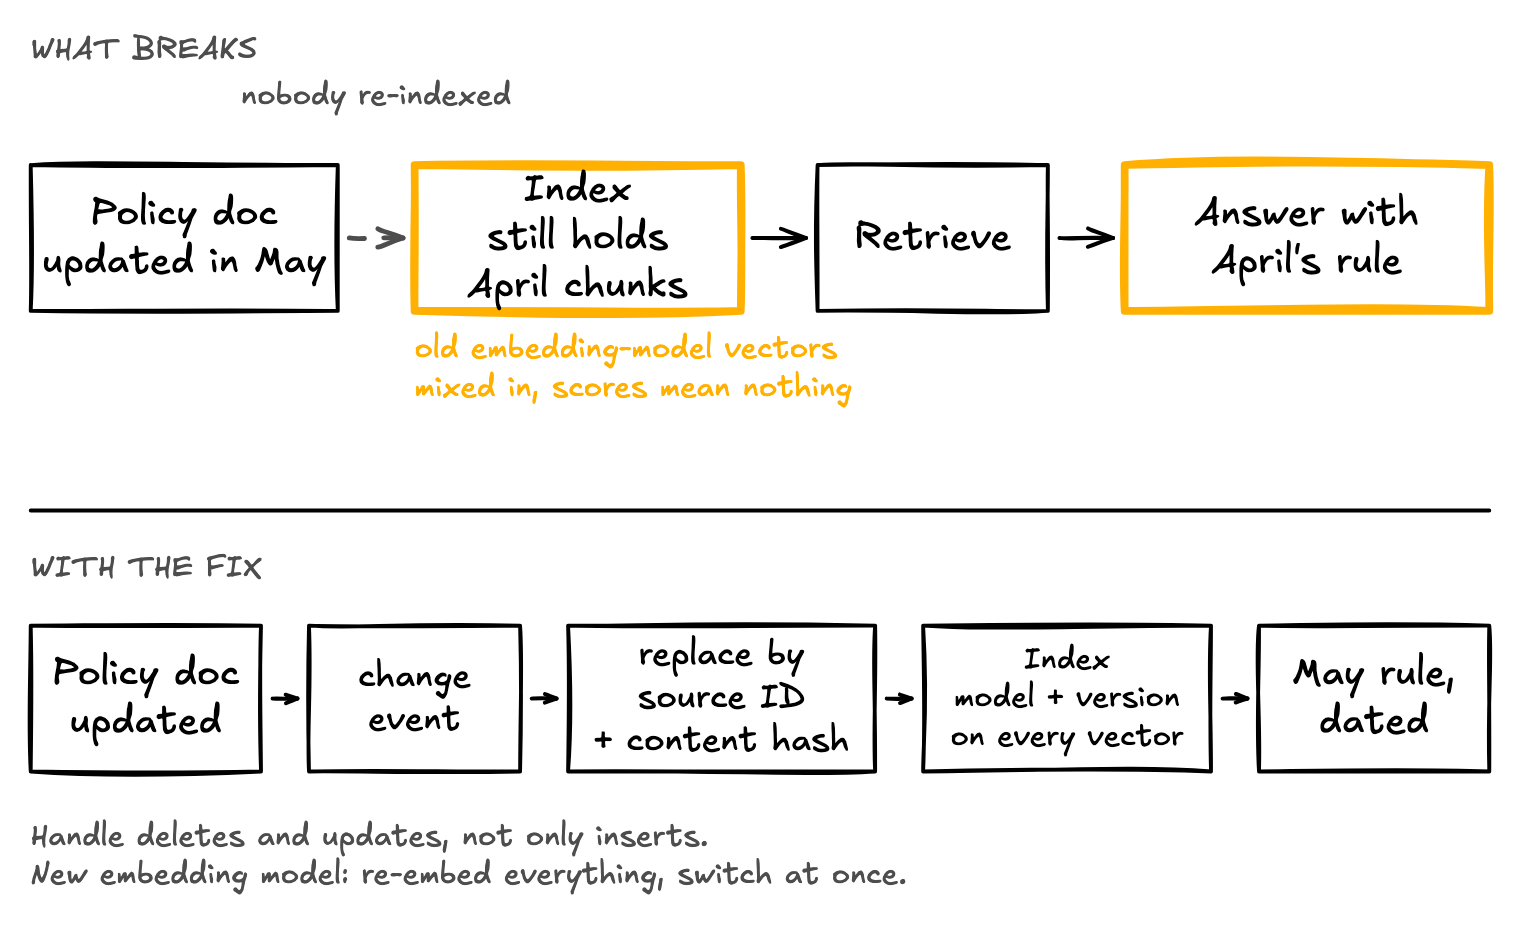 WHAT BREAKS
nobody re-indexed
Policy doc
updated in May
Index
still holds
April chunks
Retrieve
Answer with
April's rule
old embedding-model vectors
mixed in, scores mean nothing
WITH THE FIX
Policy doc
updated
change
event
replace by
source ID
+ content hash
Index
model + version
on every vector
May rule,
dated
Handle deletes and updates, not only inserts.
New embedding model: re-embed everything, switch at once.